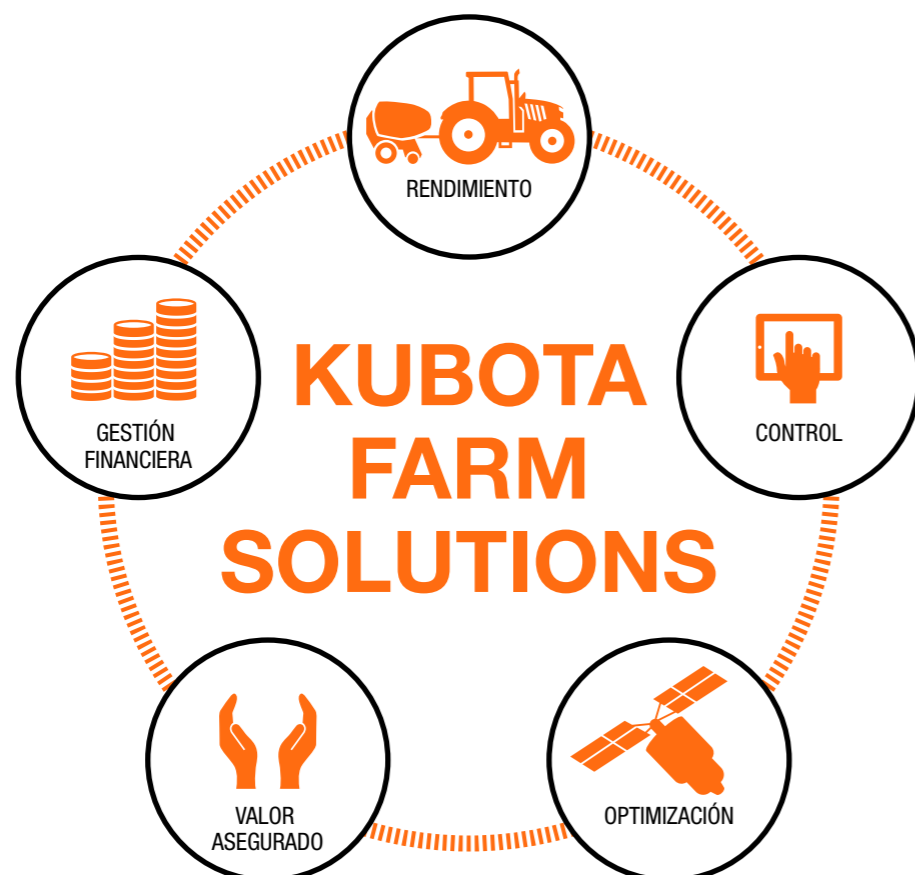 RENDIMIENTO
KUBOTA
FARM
SOLUTIONS
GESTIÓN
FINANCIERA
CONTROL
VALOR
ASEGURADO
OPTIMIZACIÓN